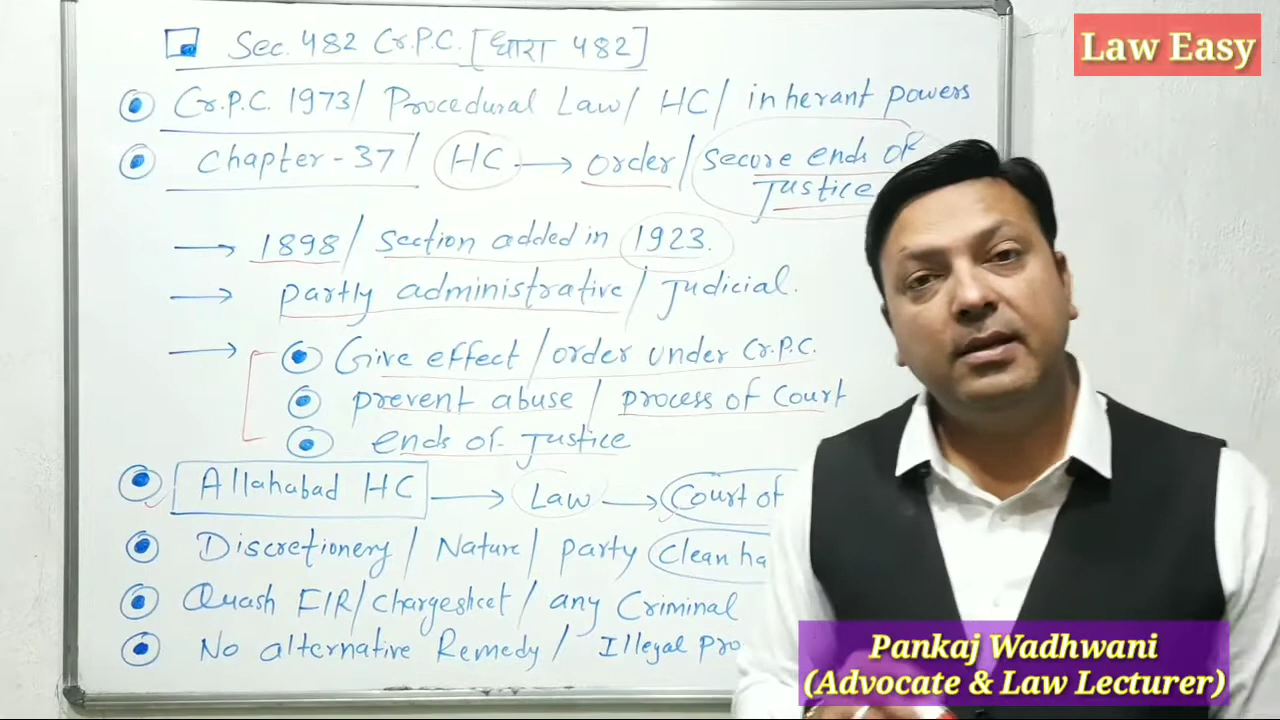 Sec. 482 Cr.P.C. [धारा 482]
Law Easy
Cr.P.C. 1973/ Procedural Law/ HC/ inherant powers
Chapter-37/ HC → order/ secure ends of
Justice
→ 1898/ section added in 1923.
→ partly administrative/ Judicial.
→ Give effect/order under Cr.P.C.
prevent abuse/ process of Court
ends of Justice
Allahabad HC → Law → Court of
Discretionery/ Nature/ party clean ha
Quash FIR/chargesheet/ any Criminal
No alternative Remedy/ Illegal pro
Pankaj Wadhwani
(Advocate & Law Lecturer)